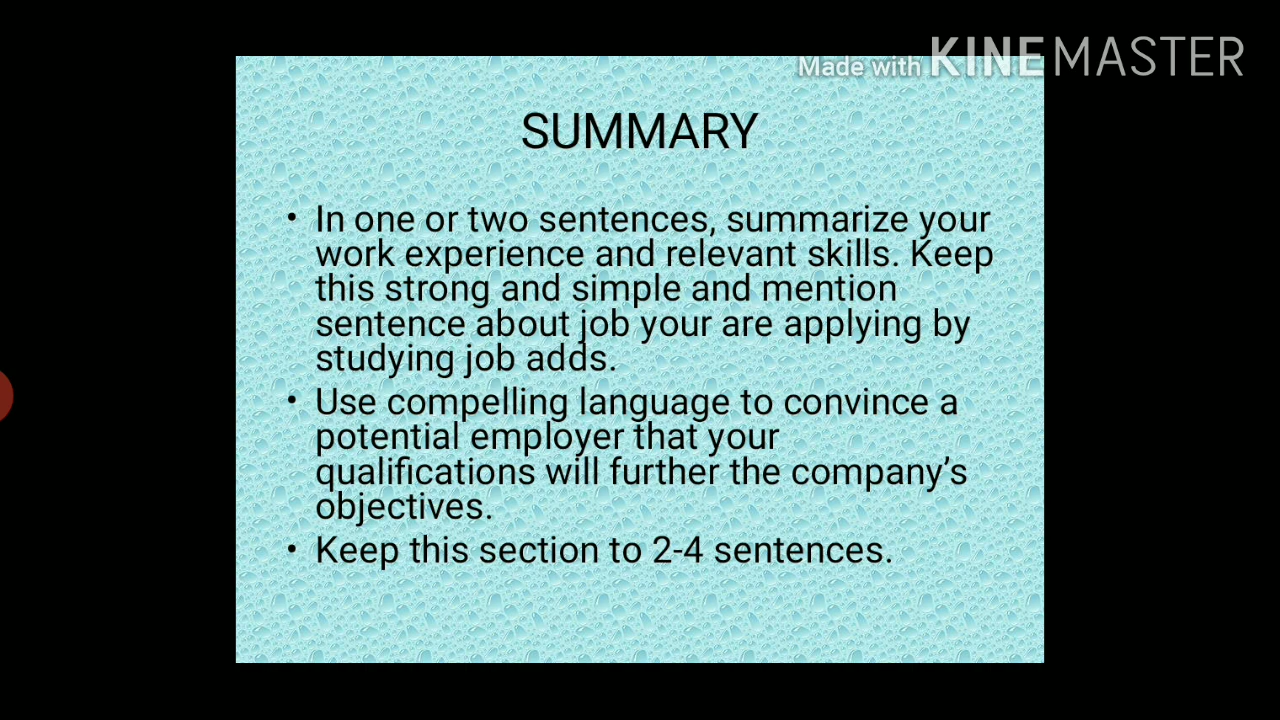 Made with KINEMASTER
SUMMARY
• In one or two sentences, summarize your
work experience and relevant skills. Keep
this strong and simple and mention
sentence about job your are applying by
studying job adds.
• Use compelling language to convince a
potential employer that your
qualifications will further the company’s
objectives.
• Keep this section to 2-4 sentences.